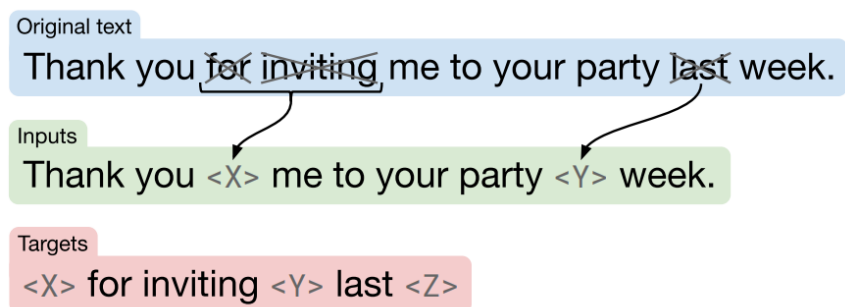 Original text
Thank you for inviting me to your party last week.
Inputs
Thank you <X> me to your party <Y> week.
Targets
<X> for inviting <Y> last <Z>